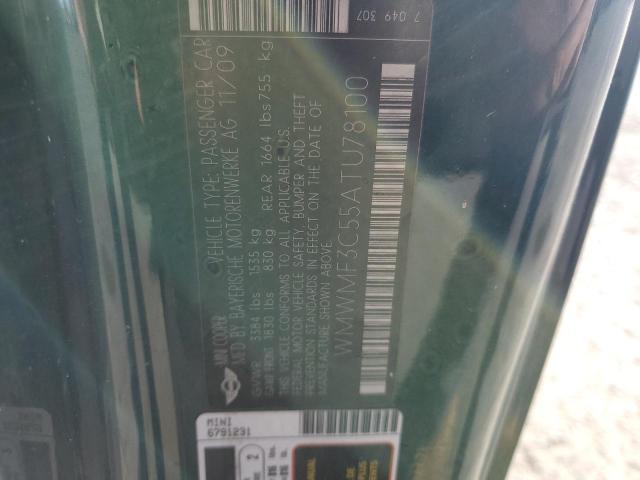 MINI COOPER
VEHICLE TYPE: PASSENGER CAR
MFD BY BAYERISCHE MOTORENWERKE AG 11/09
GVWR 3384 lbs 1535 kg
GAWR FRONT 1830 lbs 830 kg REAR 1664 lbs 755 kg
THIS VEHICLE CONFORMS TO ALL APPLICABLE U.S.
FEDERAL MOTOR VEHICLE SAFETY, BUMPER AND THEFT
PREVENTION STANDARDS IN EFFECT ON THE DATE OF
MANUFACTURE SHOWN ABOVE.
WMWMF3C55ATU78100
7 049 307
MINI
6791231
2